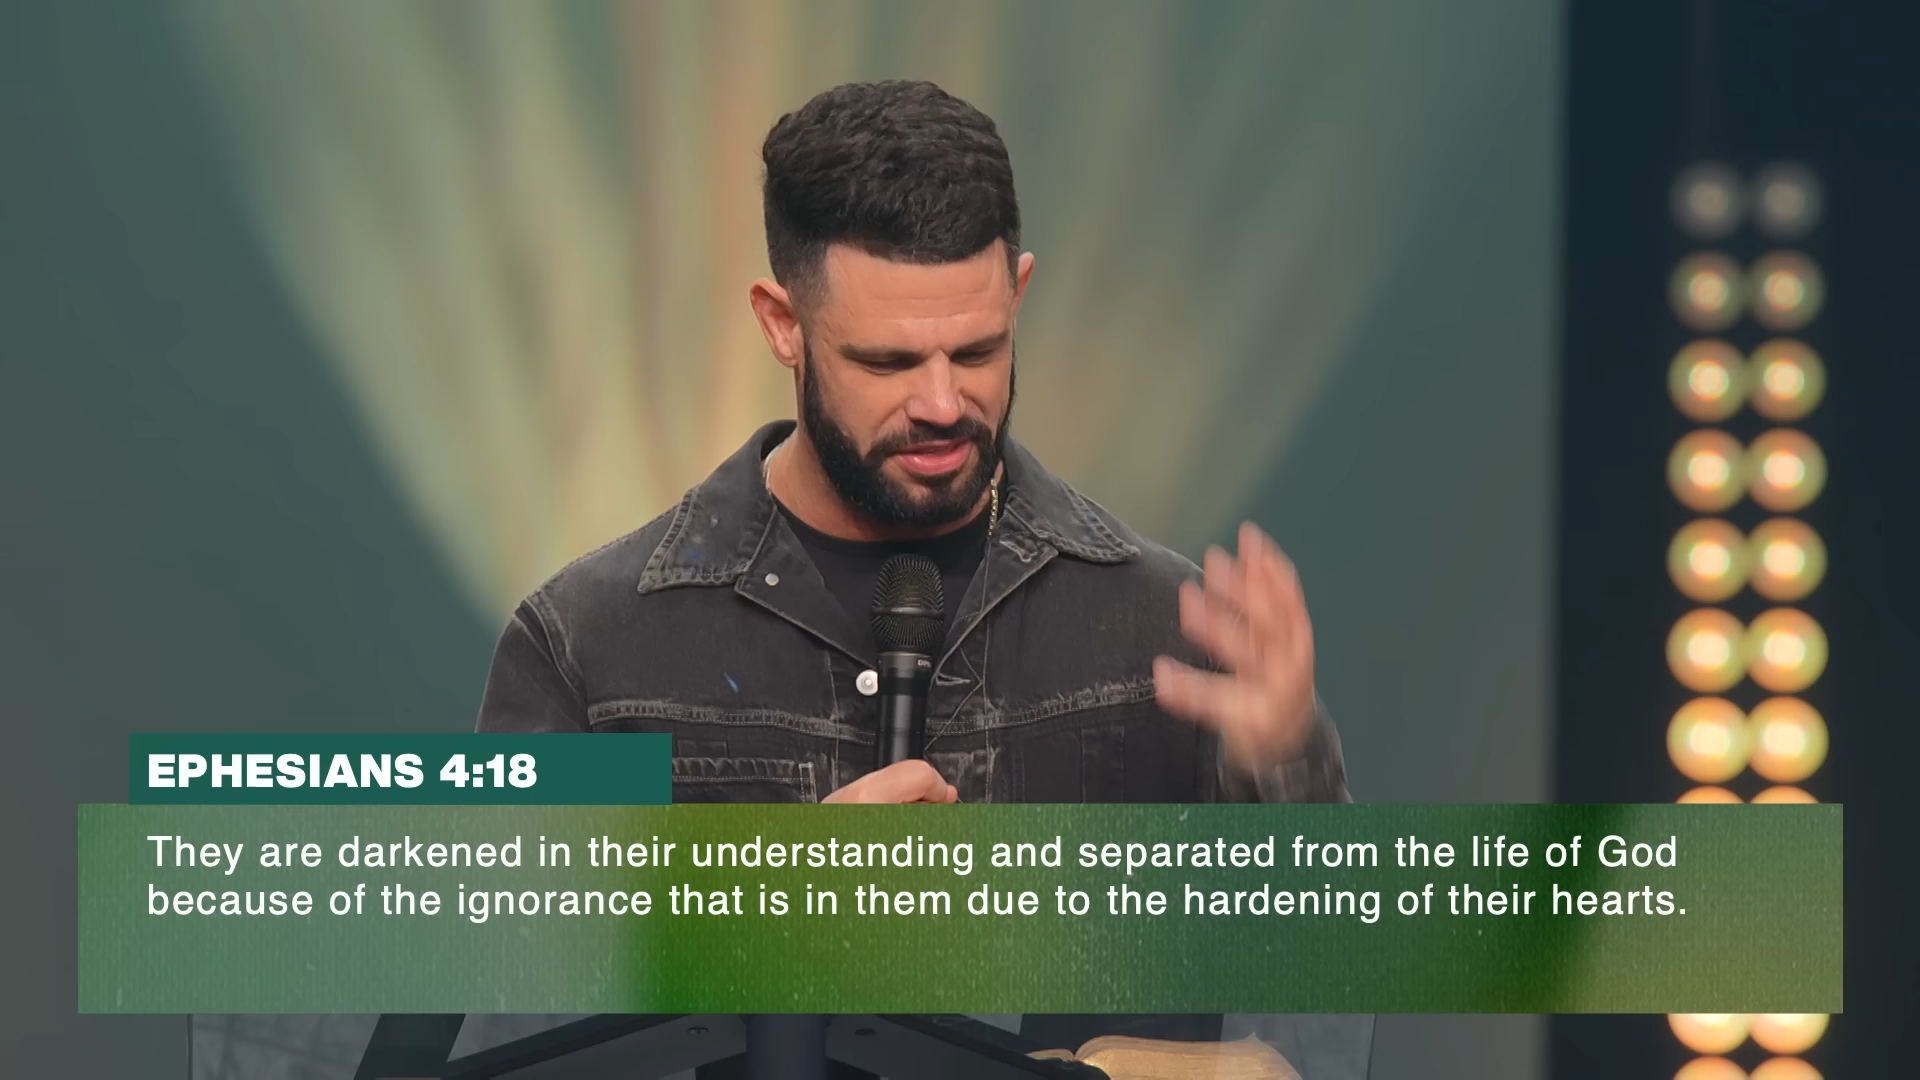 EPHESIANS 4:18
They are darkened in their understanding and separated from the life of God
because of the ignorance that is in them due to the hardening of their hearts.